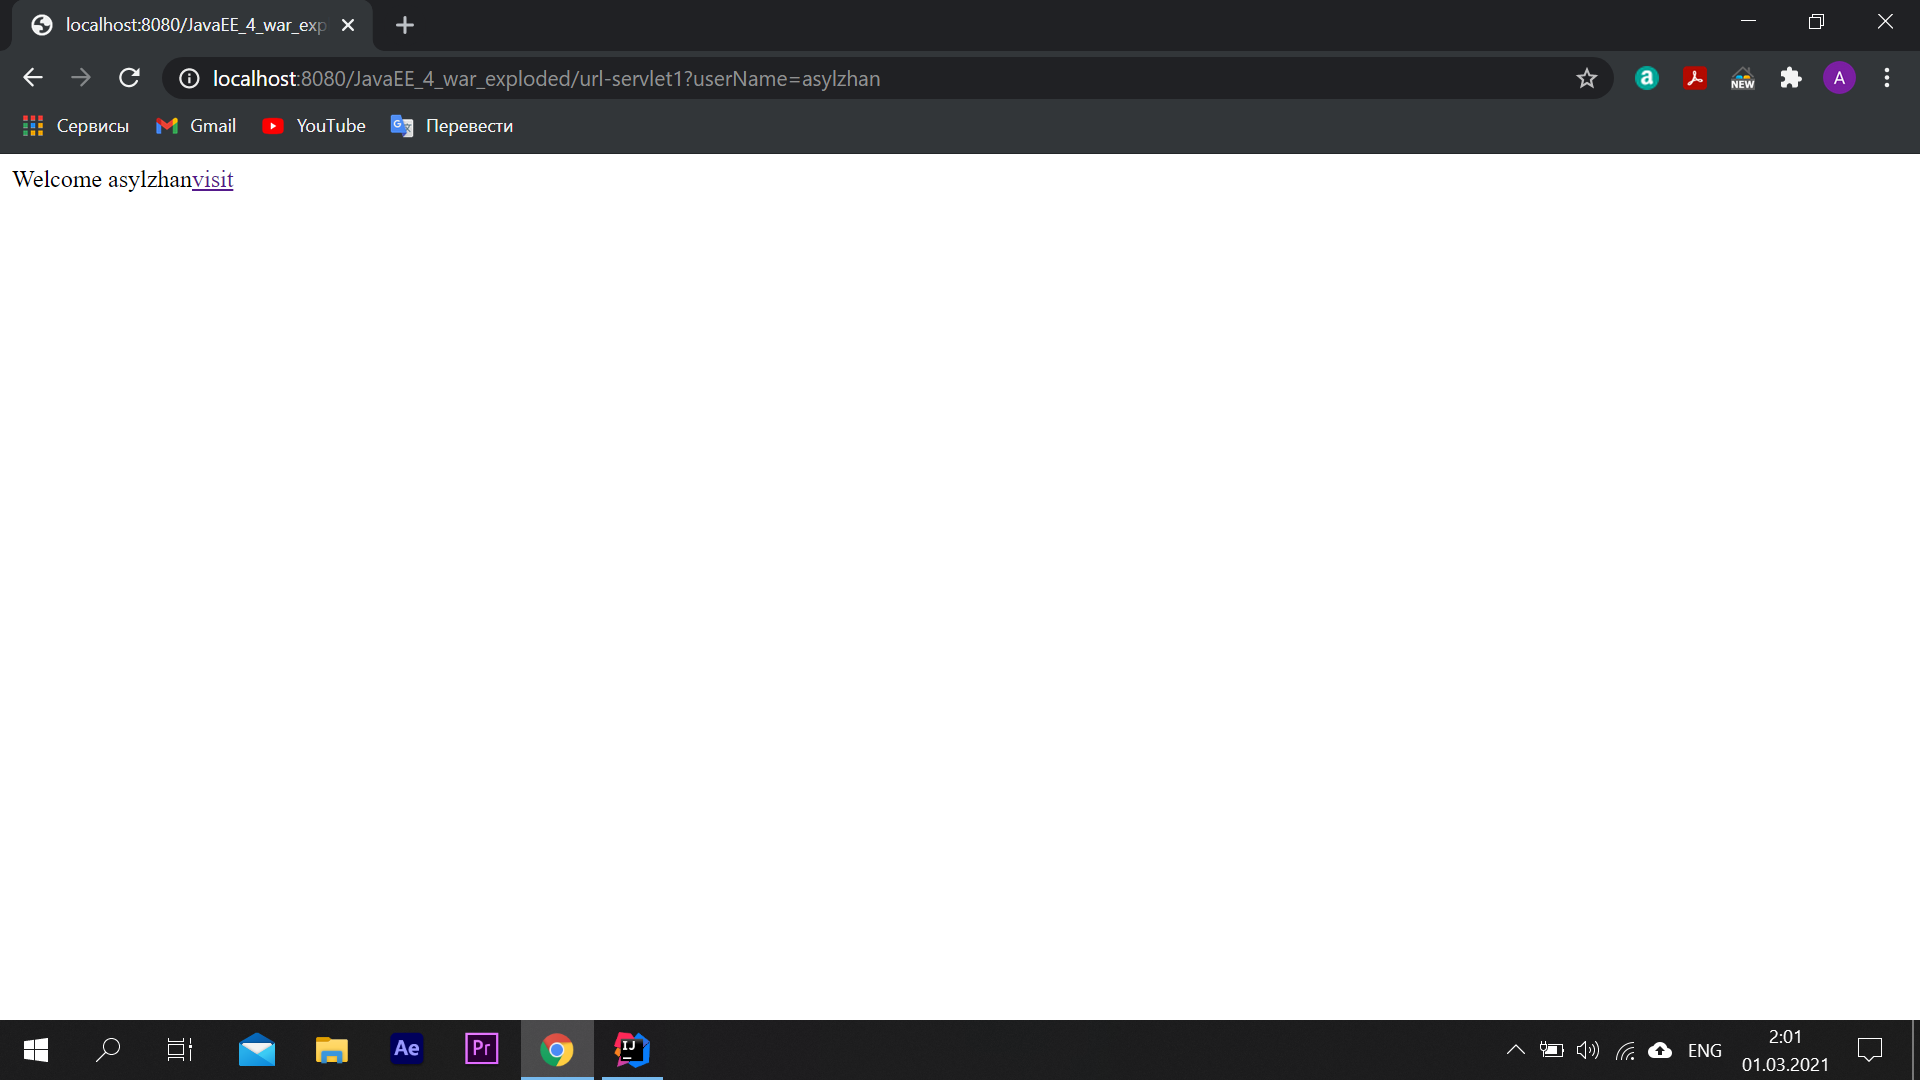 localhost:8080/JavaEE_4_war_exp
localhost:8080/JavaEE_4_war_exploded/url-servlet1?userName=asylzhan
a
NEW
A
Сервисы Gmail YouTube Перевести
Welcome asylzhanvisit
Ae Pr IJ
ENG
2:01
01.03.2021